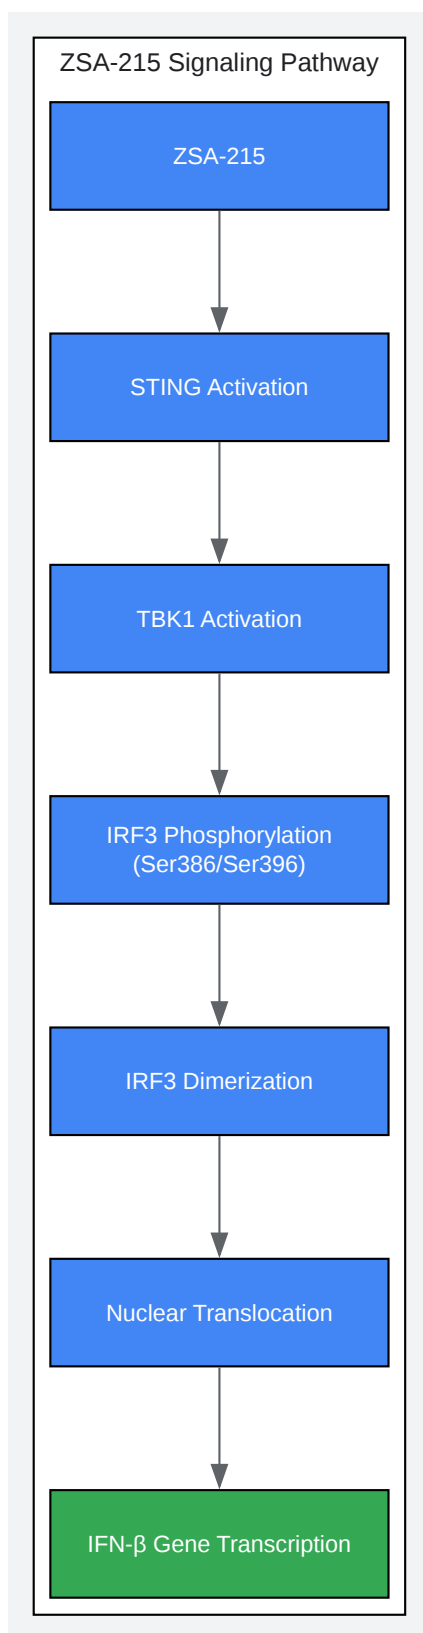 ZSA-215 Signaling Pathway
ZSA-215
STING Activation
TBK1 Activation
IRF3 Phosphorylation
(Ser386/Ser396)
IRF3 Dimerization
Nuclear Translocation
IFN-β Gene Transcription